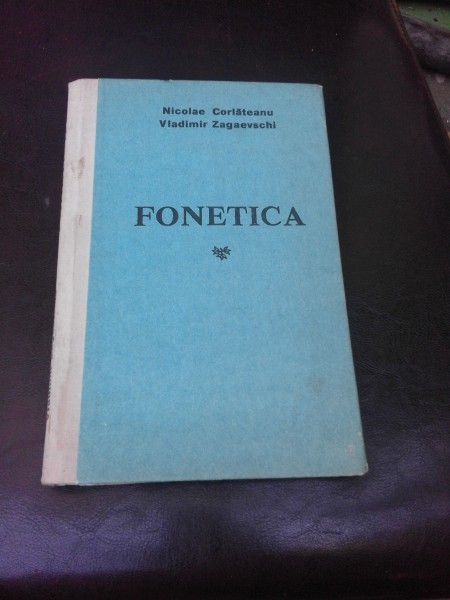 Nicolae Corlăteanu
Vladimir Zagaevschi
FONETICA